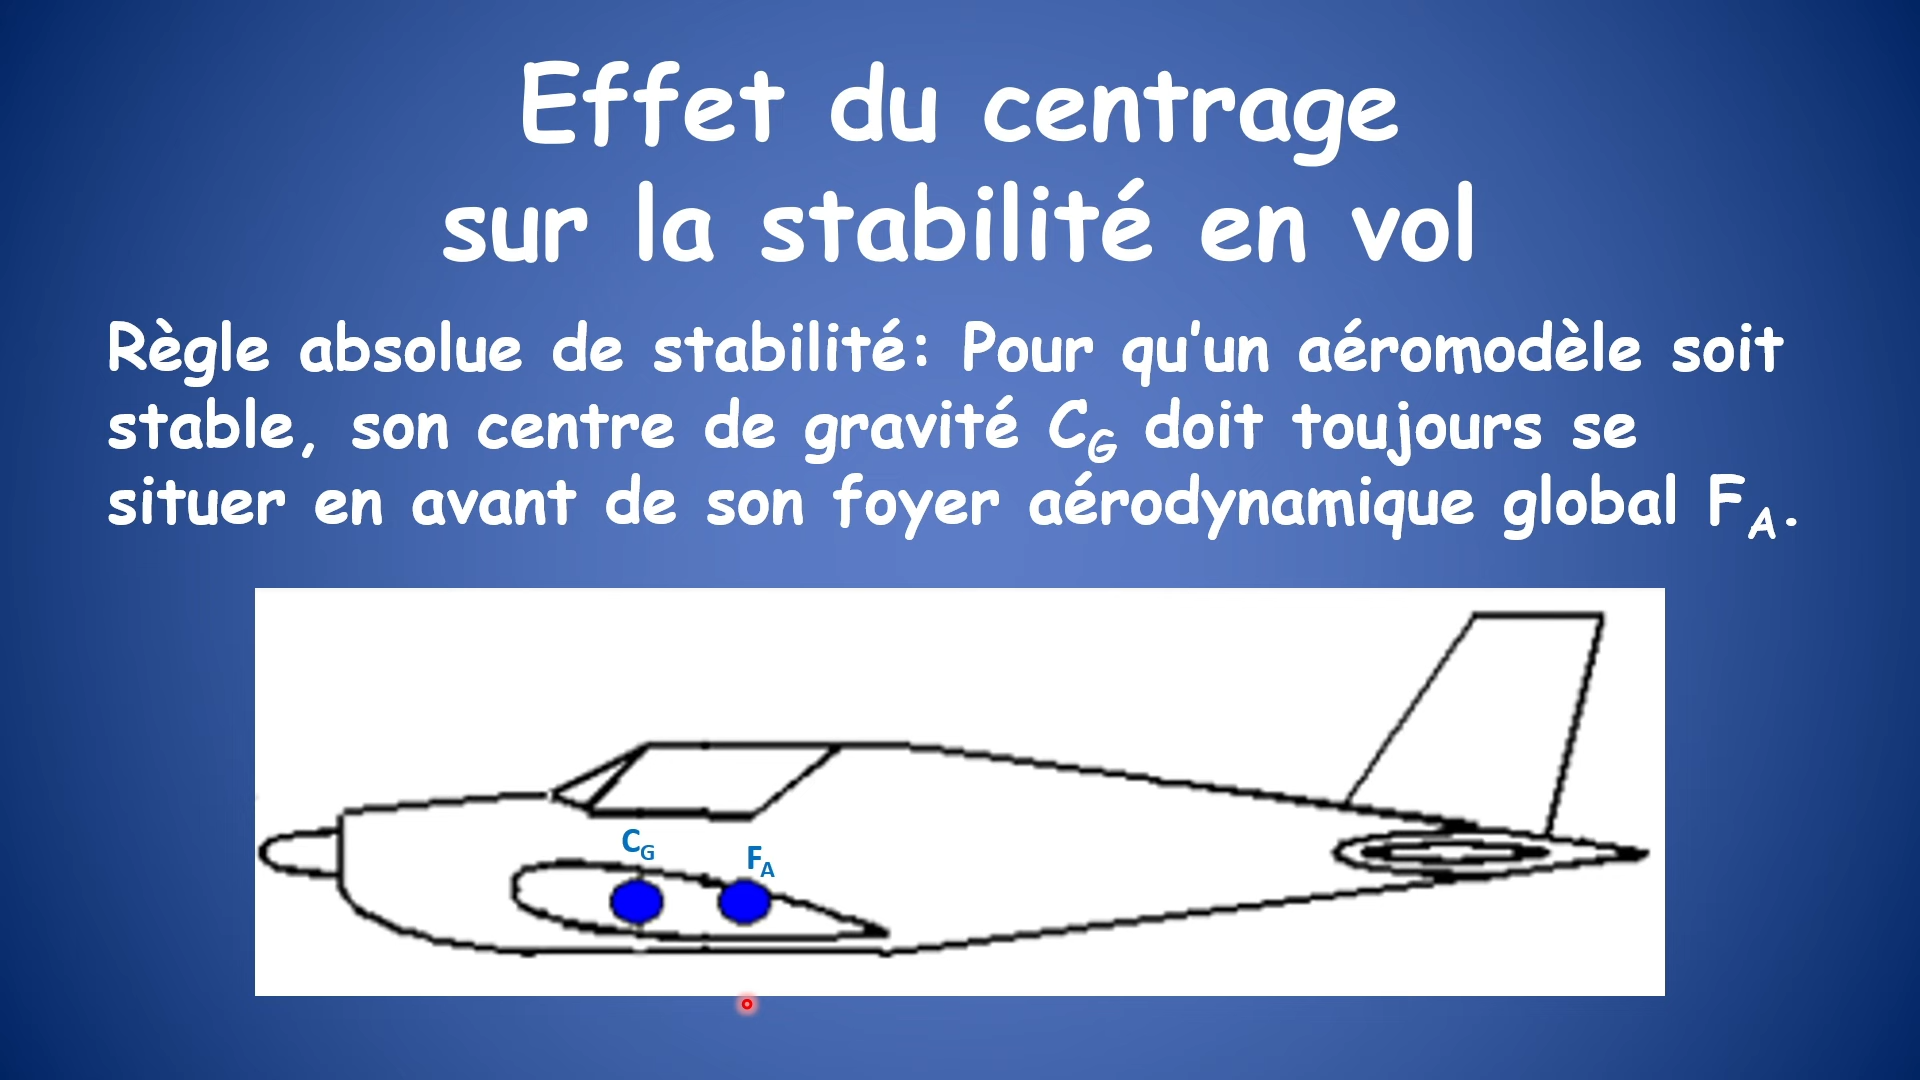 Effet du centrage
sur la stabilité en vol
Règle absolue de stabilité: Pour qu'un aéromodèle soit
stable, son centre de gravité CG doit toujours se
situer en avant de son foyer aérodynamique global FA.
CG
FA